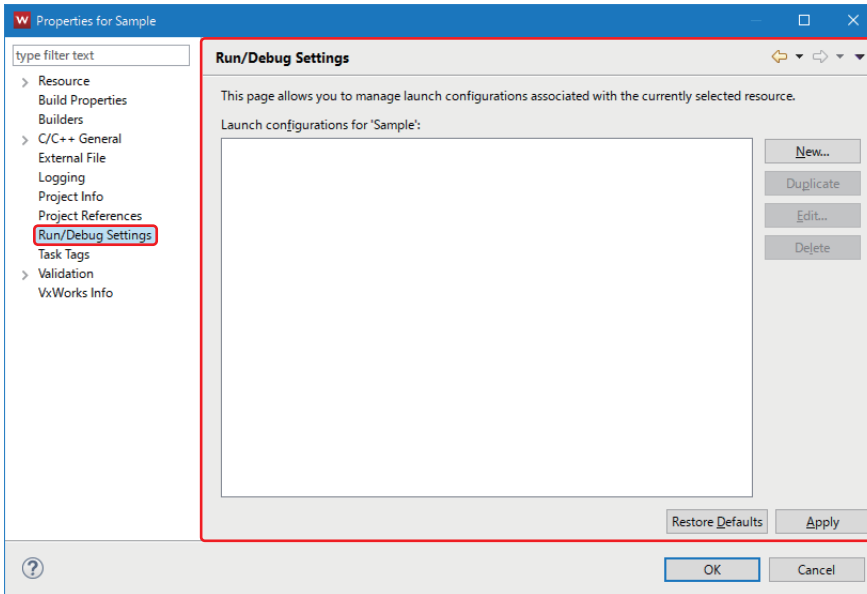 W Properties for Sample
type filter text
Resource
Build Properties
Builders
C/C++ General
External File
Logging
Project Info
Project References
Run/Debug Settings
Task Tags
Validation
VxWorks Info
Run/Debug Settings
This page allows you to manage launch configurations associated with the currently selected resource.
Launch configurations for 'Sample':
New...
Duplicate
Edit...
Delete
Restore Defaults
Apply
?
OK
Cancel